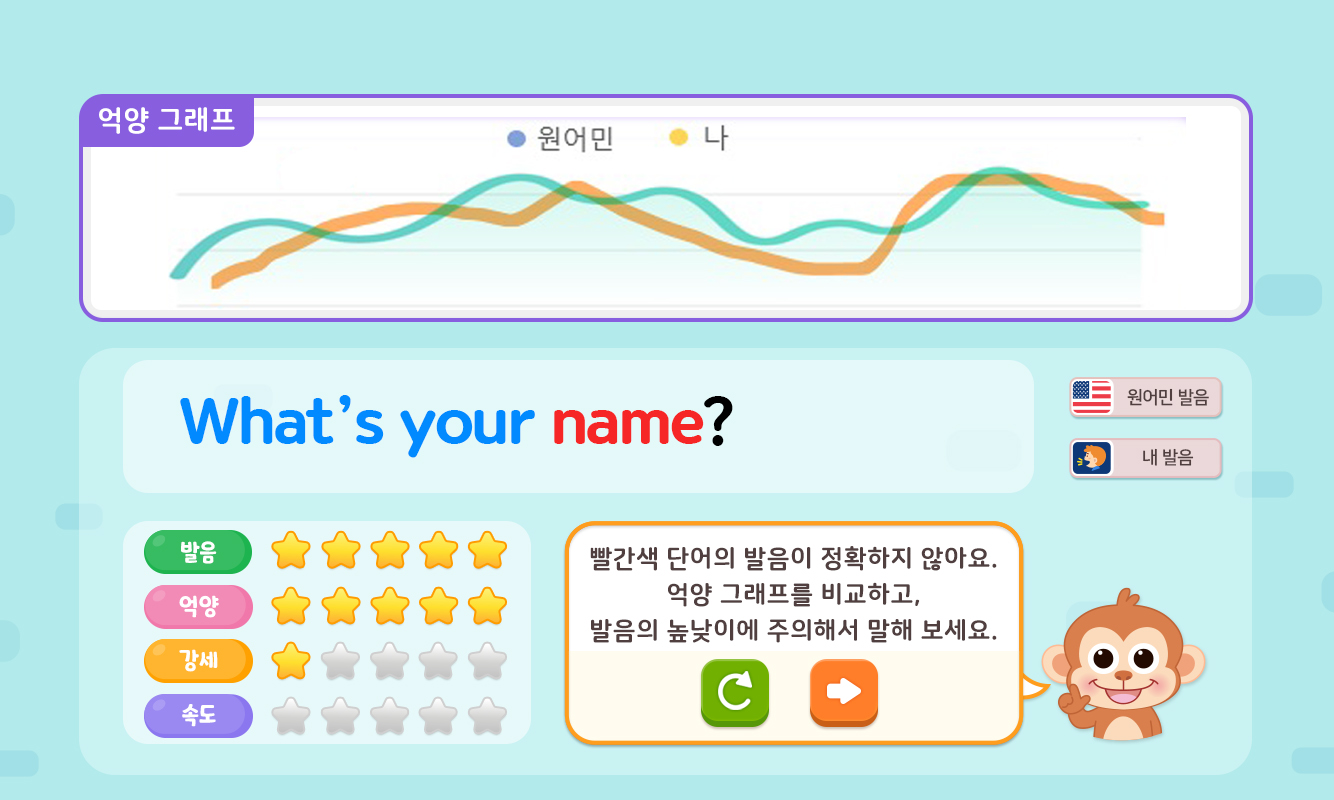 억양 그래프
원어민 나
What's your name?
원어민 발음
내 발음
발음
억양
강세
속도
빨간색 단어의 발음이 정확하지 않아요.
억양 그래프를 비교하고,
발음의 높낮이에 주의해서 말해 보세요.